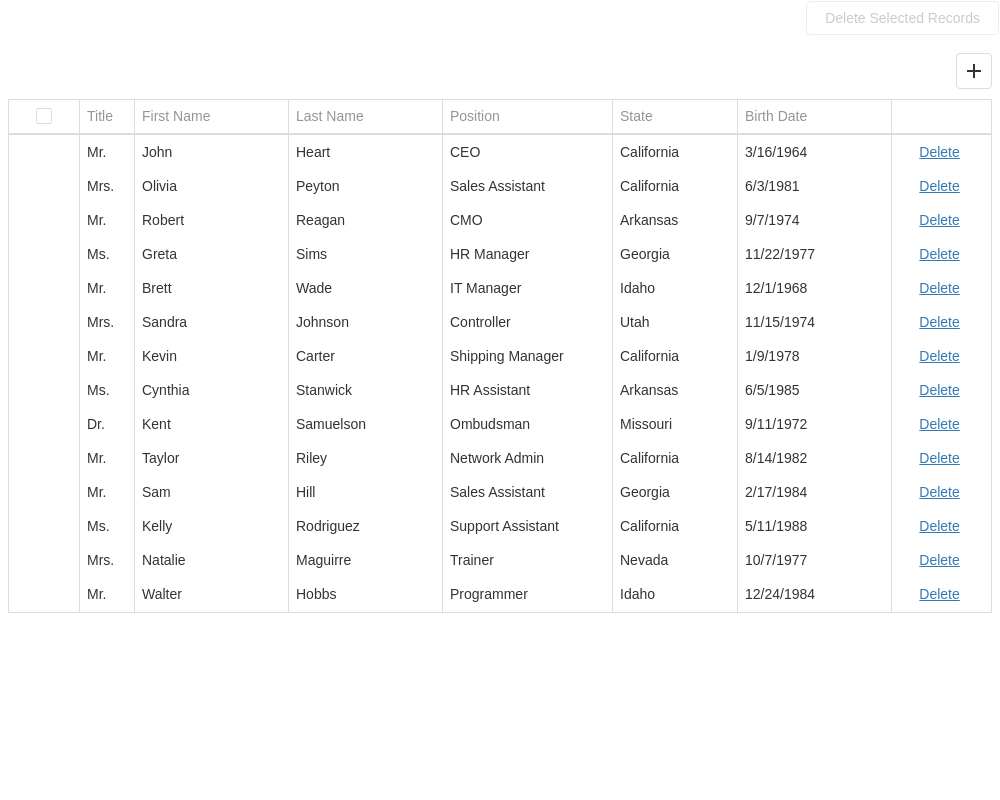 Delete Selected Records
Title First Name Last Name Position State Birth Date
Mr. John Heart CEO California 3/16/1964 Delete
Mrs. Olivia Peyton Sales Assistant California 6/3/1981 Delete
Mr. Robert Reagan CMO Arkansas 9/7/1974 Delete
Ms. Greta Sims HR Manager Georgia 11/22/1977 Delete
Mr. Brett Wade IT Manager Idaho 12/1/1968 Delete
Mrs. Sandra Johnson Controller Utah 11/15/1974 Delete
Mr. Kevin Carter Shipping Manager California 1/9/1978 Delete
Ms. Cynthia Stanwick HR Assistant Arkansas 6/5/1985 Delete
Dr. Kent Samuelson Ombudsman Missouri 9/11/1972 Delete
Mr. Taylor Riley Network Admin California 8/14/1982 Delete
Mr. Sam Hill Sales Assistant Georgia 2/17/1984 Delete
Ms. Kelly Rodriguez Support Assistant California 5/11/1988 Delete
Mrs. Natalie Maguirre Trainer Nevada 10/7/1977 Delete
Mr. Walter Hobbs Programmer Idaho 12/24/1984 Delete